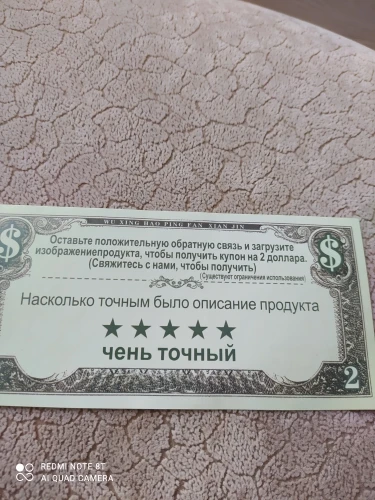 WU XING HAO PING FAN XIAN JIN
$ $
Оставьте положительную обратную связь и загрузите
изображениепродукта, чтобы получить купон на 2 доллара.
(Свяжитесь с нами, чтобы получить)
(Существуют ограничения использования)
Насколько точным было описание продукта
★★★★★
чень точный
2
REDMI NOTE 8T
AI QUAD CAMERA